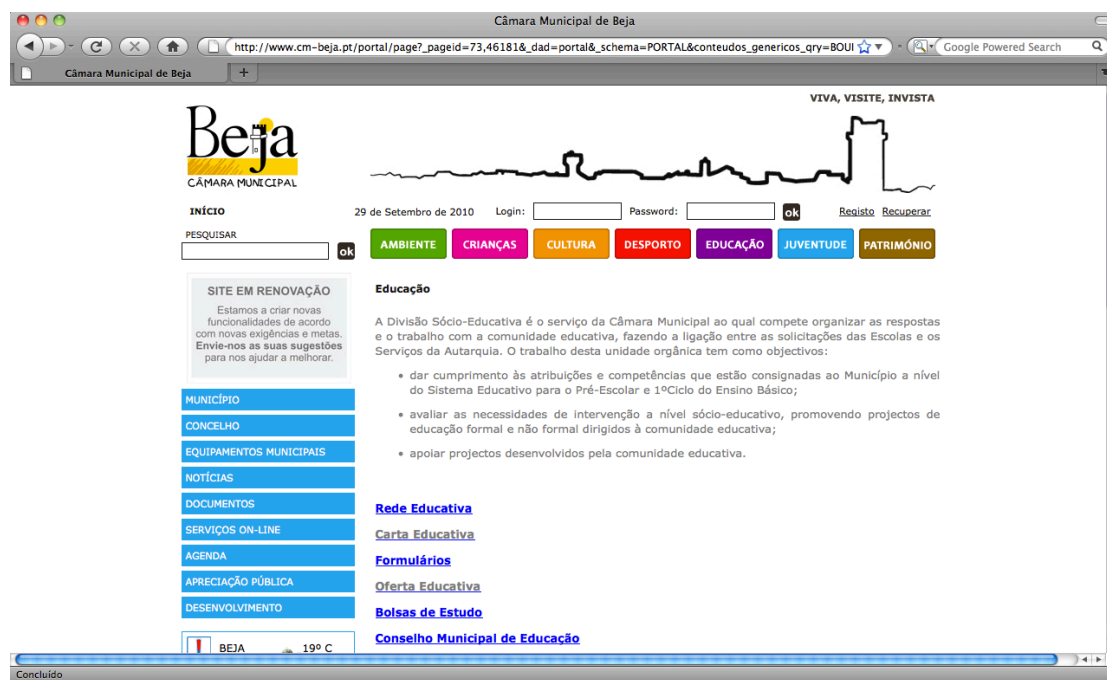 Câmara Municipal de Beja
http://www.cm-beja.pt/portal/page?_pageid=73,46181&_dad=portal&_schema=PORTAL&conteudos_genericos_qry=BOUI
Google Powered Search
Câmara Municipal de Beja
VIVA, VISITE, INVISTA
Beja
CÂMARA MUNICIPAL
INÍCIO
29 de Setembro de 2010 Login: Password: ok Registo Recuperar
PESQUISAR
ok
AMBIENTE CRIANÇAS CULTURA DESPORTO EDUCAÇÃO JUVENTUDE PATRIMÓNIO
SITE EM RENOVAÇÃO
Estamos a criar novas
funcionalidades de acordo
com novas exigências e metas.
Envie-nos as suas sugestões
para nos ajudar a melhorar.
MUNICÍPIO
CONCELHO
EQUIPAMENTOS MUNICIPAIS
NOTÍCIAS
DOCUMENTOS
SERVIÇOS ON-LINE
AGENDA
APRECIAÇÃO PÚBLICA
DESENVOLVIMENTO
BEJA 19º C
Educação
A Divisão Sócio-Educativa é o serviço da Câmara Municipal ao qual compete organizar as respostas
e o trabalho com a comunidade educativa, fazendo a ligação entre as solicitações das Escolas e os
Serviços da Autarquia. O trabalho desta unidade orgânica tem como objectivos:
• dar cumprimento às atribuições e competências que estão consignadas ao Município a nível
do Sistema Educativo para o Pré-Escolar e 1ºCiclo do Ensino Básico;
• avaliar as necessidades de intervenção a nível sócio-educativo, promovendo projectos de
educação formal e não formal dirigidos à comunidade educativa;
• apoiar projectos desenvolvidos pela comunidade educativa.
Rede Educativa
Carta Educativa
Formulários
Oferta Educativa
Bolsas de Estudo
Conselho Municipal de Educação
Concluído